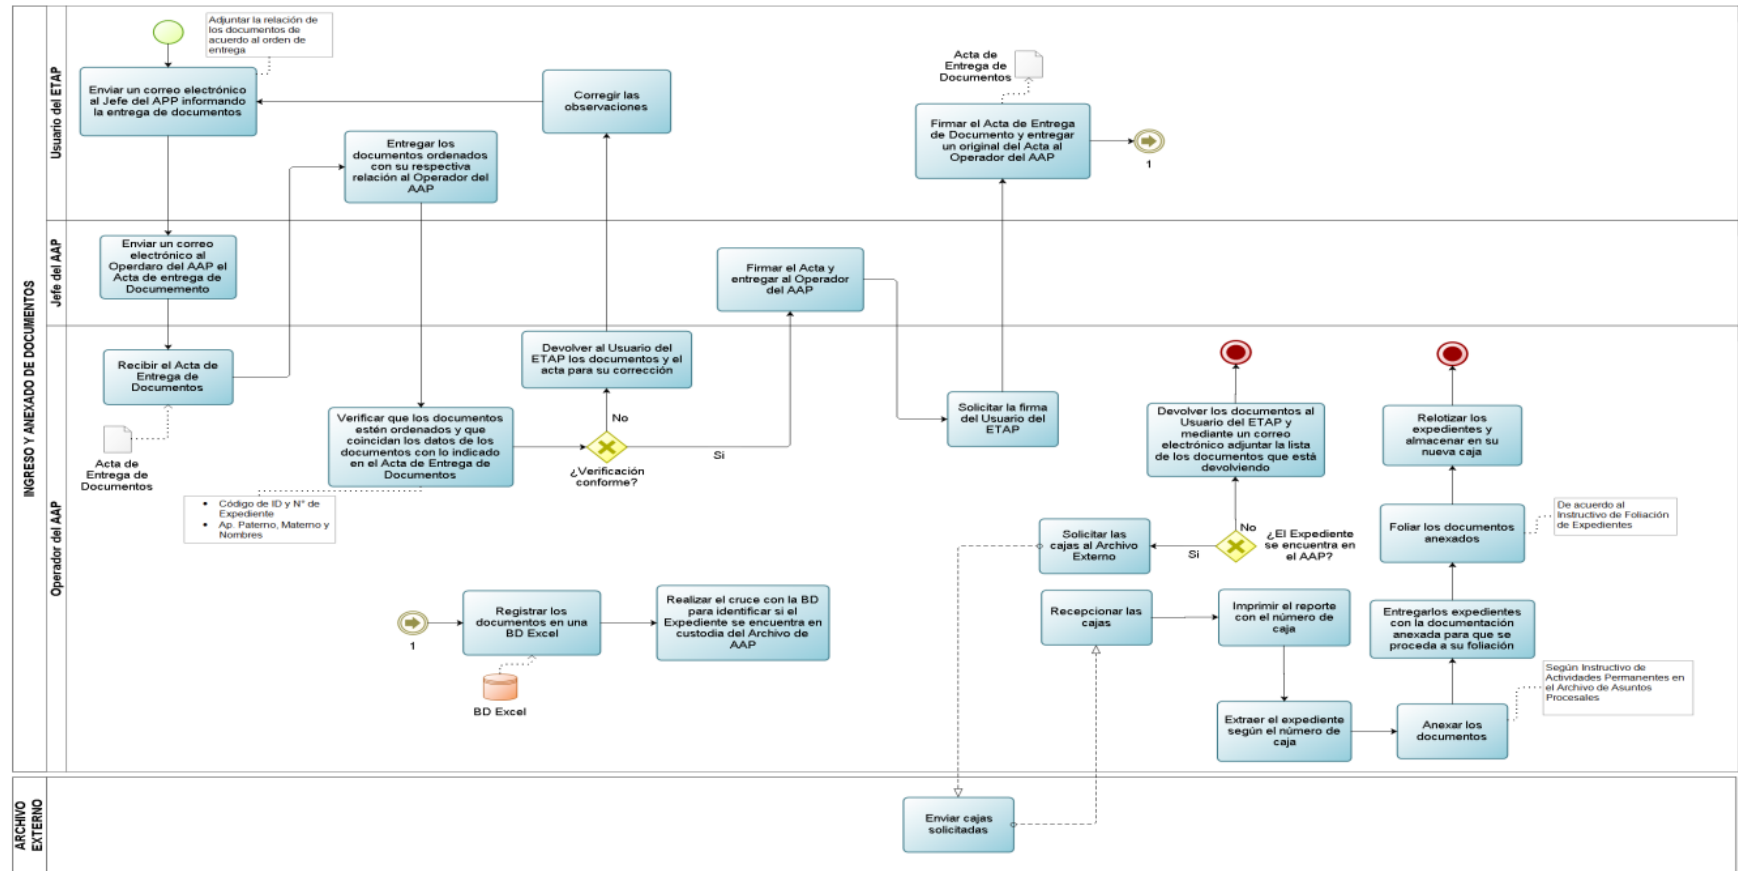 INGRESO Y ANEXADO DE DOCUMENTOS
Usuario del ETAP
Adjuntar la relación de
los documentos de
acuerdo al orden de
entrega
Enviar un correo electrónico
al Jefe del APP informando
la entrega de documentos
Entregar los
documentos ordenados
con su respectiva
relación al Operador del
AAP
Corregir las
observaciones
Acta de
Entrega de
Documentos
Firmar el Acta de Entrega
de Documento y entregar
un original del Acta al
Operador del AAP
1
Jefe del AAP
Enviar un correo
electrónico al
Operdaro del AAP el
Acta de entrega de
Documemento
Firmar el Acta y
entregar al Operador
del AAP
Operador del AAP
Recibir el Acta de
Entrega de
Documentos
Acta de
Entrega de
Documentos
Verificar que los documentos
estén ordenados y que
coincidan los datos de los
documentos con lo indicado
en el Acta de Entrega de
Documentos
• Código de ID y N° de
Expediente
• Ap. Paterno, Materno y
Nombres
Devolver al Usuario del
ETAP los documentos y el
acta para su corrección
No
Si
¿Verificación
conforme?
Solicitar la firma
del Usuario del
ETAP
1
Registrar los
documentos en una
BD Excel
BD Excel
Realizar el cruce con la BD
para identificar si el
Expediente se encuentra en
custodia del Archivo de
AAP
Devolver los documentos al
Usuario del ETAP y
mediante un correo
electrónico adjuntar la lista
de los documentos que está
devolviendo
No
¿El Expediente
se encuentra en
el AAP?
Si
Solicitar las
cajas al Archivo
Externo
Recepcionar las
cajas
Imprimir el reporte
con el número de
caja
Extraer el expediente
según el número de
caja
Anexar los
documentos
Según Instructivo de
Actividades Permanentes en
el Archivo de Asuntos
Procesales
Entregarlos expedientes
con la documentación
anexada para que se
proceda a su foliación
Foliar los documentos
anexados
De acuerdo al
Instructivo de Foliación
de Expedientes
Relotizar los
expedientes y
almacenar en su
nueva caja
ARCHIVO
EXTERNO
Enviar cajas
solicitadas